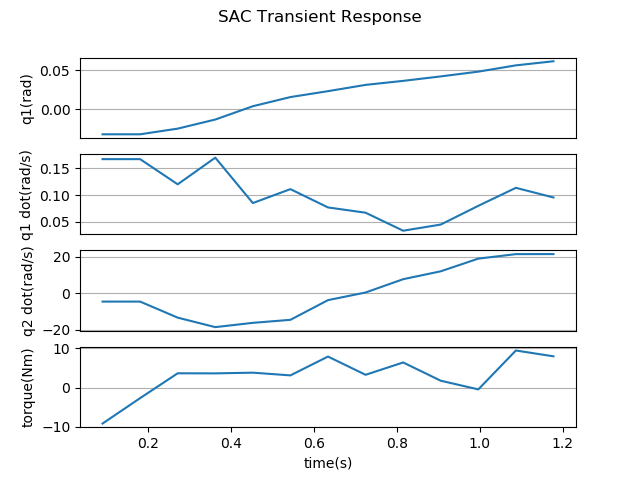 SAC Transient Response
q1(rad)
0.05
0.00
q1 dot(rad/s)
0.15
0.10
0.05
q2 dot(rad/s)
20
0
−20
torque(Nm)
10
0
−10
0.2 0.4 0.6 0.8 1.0 1.2
time(s)